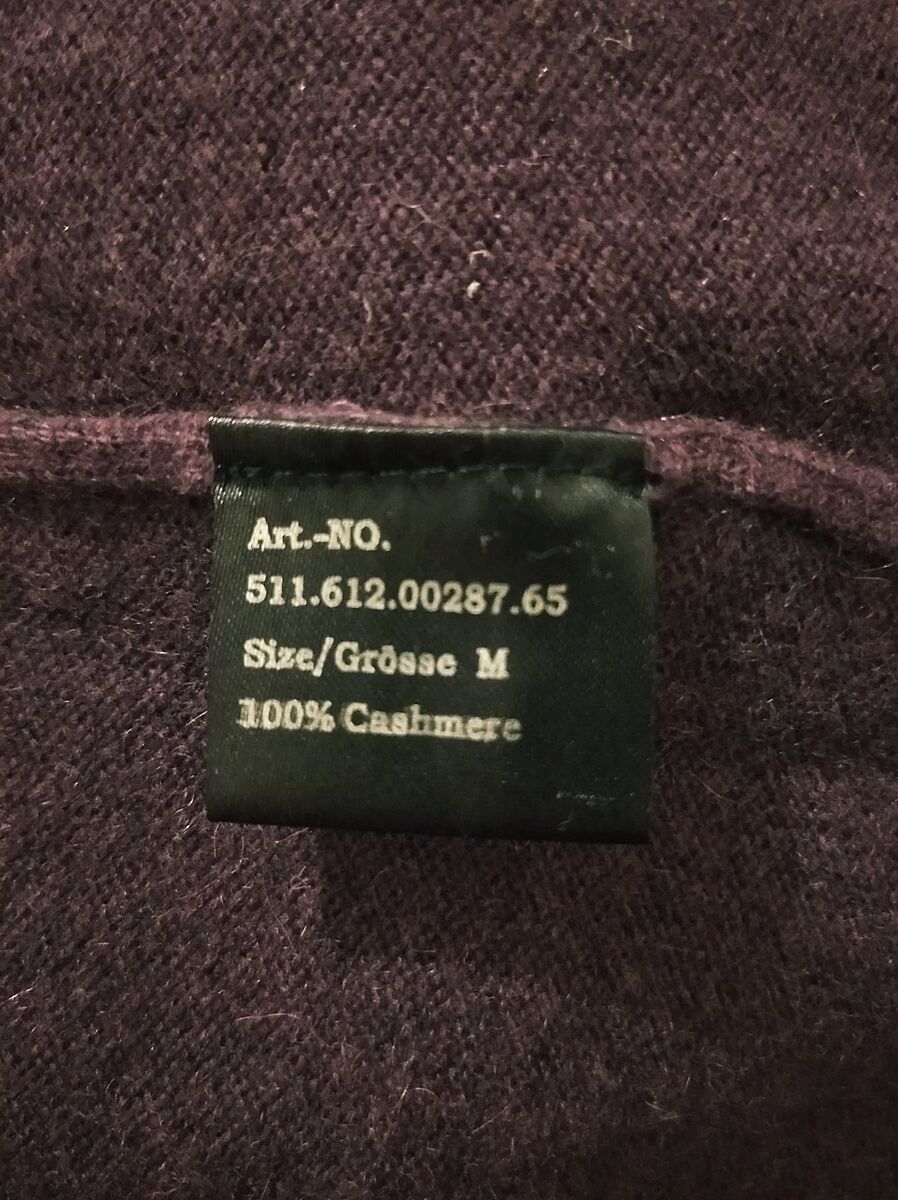 Art.-NO.
511.612.00287.65
Size/Grösse M
100% Cashmere